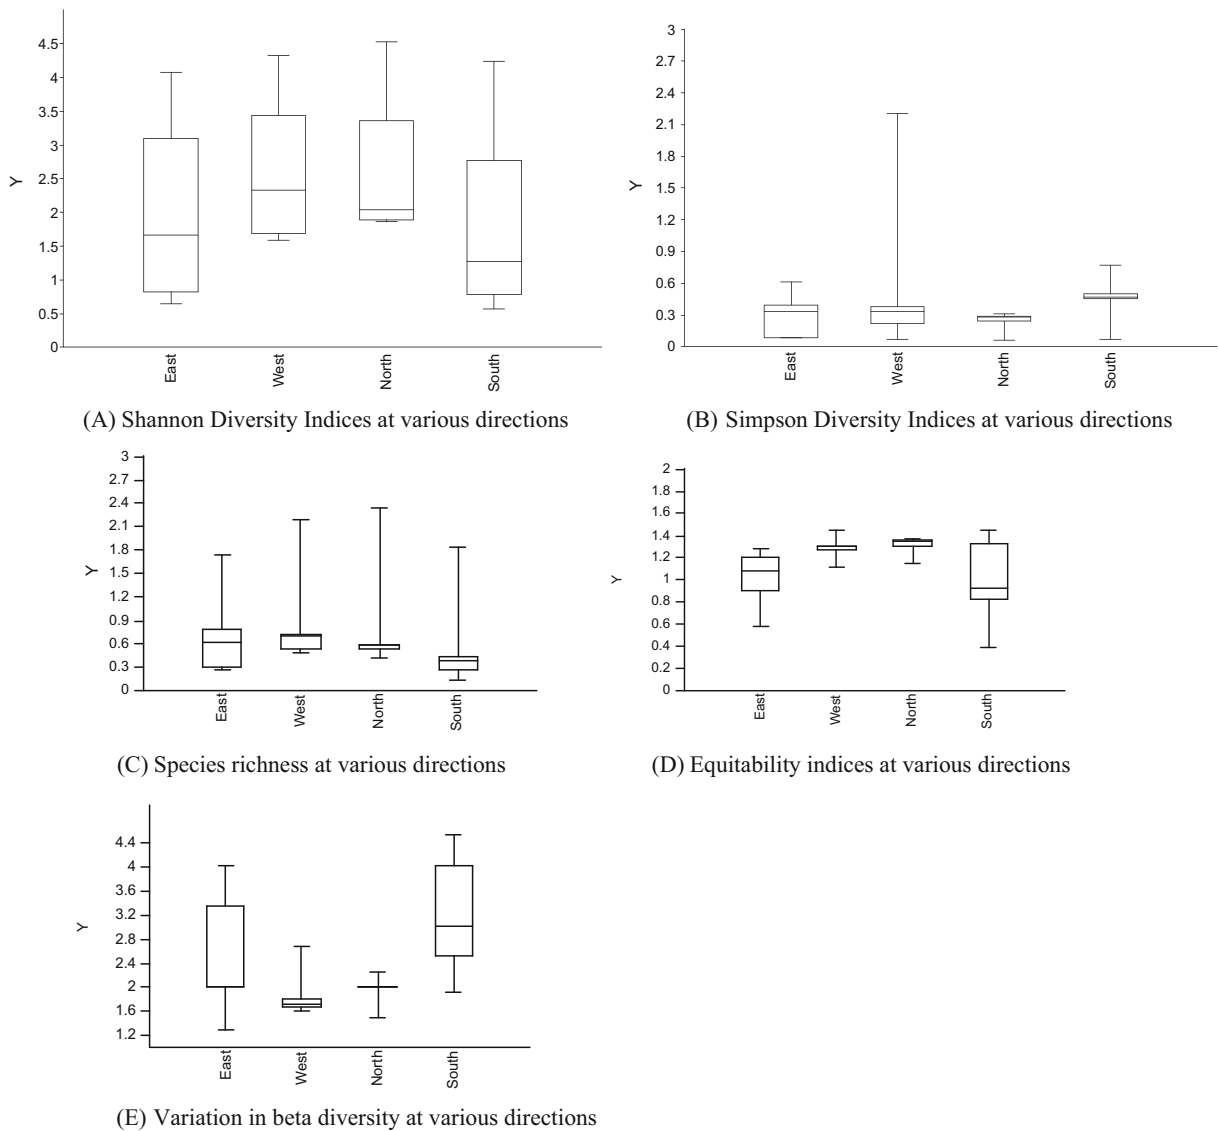 4.5
4
3.5
3
2.5
2
1.5
1
0.5
0
Y
East
West
North
South
(A) Shannon Diversity Indices at various directions
3
2.7
2.4
2.1
1.8
1.5
1.2
0.9
0.6
0.3
0
Y
East
West
North
South
(B) Simpson Diversity Indices at various directions
3
2.7
2.4
2.1
1.8
1.5
1.2
0.9
0.6
0.3
0
Y
East
West
North
South
(C) Species richness at various directions
2
1.8
1.6
1.4
1.2
1
0.8
0.6
0.4
0.2
0
Y
East
West
North
South
(D) Equitability indices at various directions
4.4
4
3.6
3.2
2.8
2.4
2
1.6
1.2
Y
East
West
North
South
(E) Variation in beta diversity at various directions